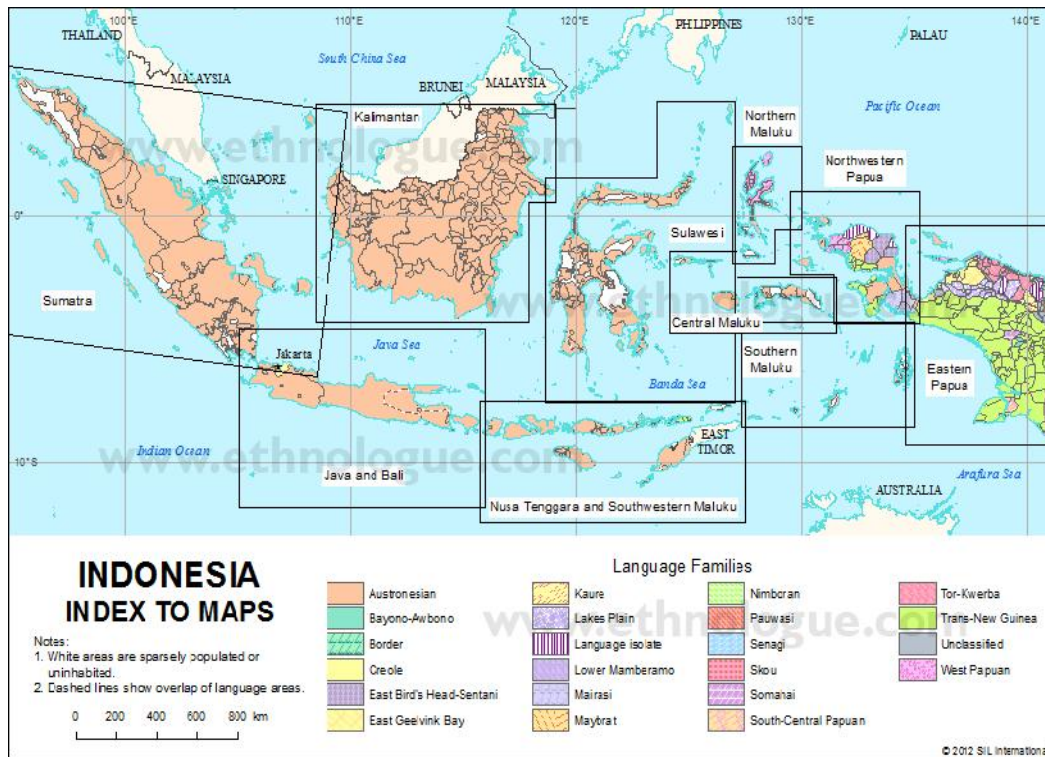 100°E
110°E
120°E
130°E
140°E
THAILAND
PHILIPPINES
PALAU
South China Sea
MALAYSIA
BRUNEI
MALAYSIA
Pacific Ocean
Kalimantan
Northern
Maluku
www.ethnologue.com
Northwestern
Papua
SINGAPORE
0°
Sulawesi
Sumatra
www.ethnologue.com
Central Maluku
Jakarta
Java Sea
Southern
Maluku
Banda Sea
Eastern
Papua
EAST
TIMOR
Indian Ocean
www.ethnologue.com
10°S
Java and Bali
Arafura Sea
AUSTRALIA
Nusa Tenggara and Southwestern Maluku
INDONESIA
INDEX TO MAPS
Notes:
1. White areas are sparsely populated or
uninhabited.
2. Dashed lines show overlap of language areas.
0 200 400 600 800 km
Language Families
Austronesian
Bayono-Awbono
Border
Creole
East Bird's Head-Sentani
East Geelvink Bay
Kaure
Lakes Plain
Language isolate
Lower Mamberamo
Mairasi
Maybrat
Nimboran
Pauwasi
Senagi
Skou
Somahai
South-Central Papuan
Tor-Kwerba
Trans-New Guinea
Unclassified
West Papuan
www.ethnologue.com
© 2012 SIL International